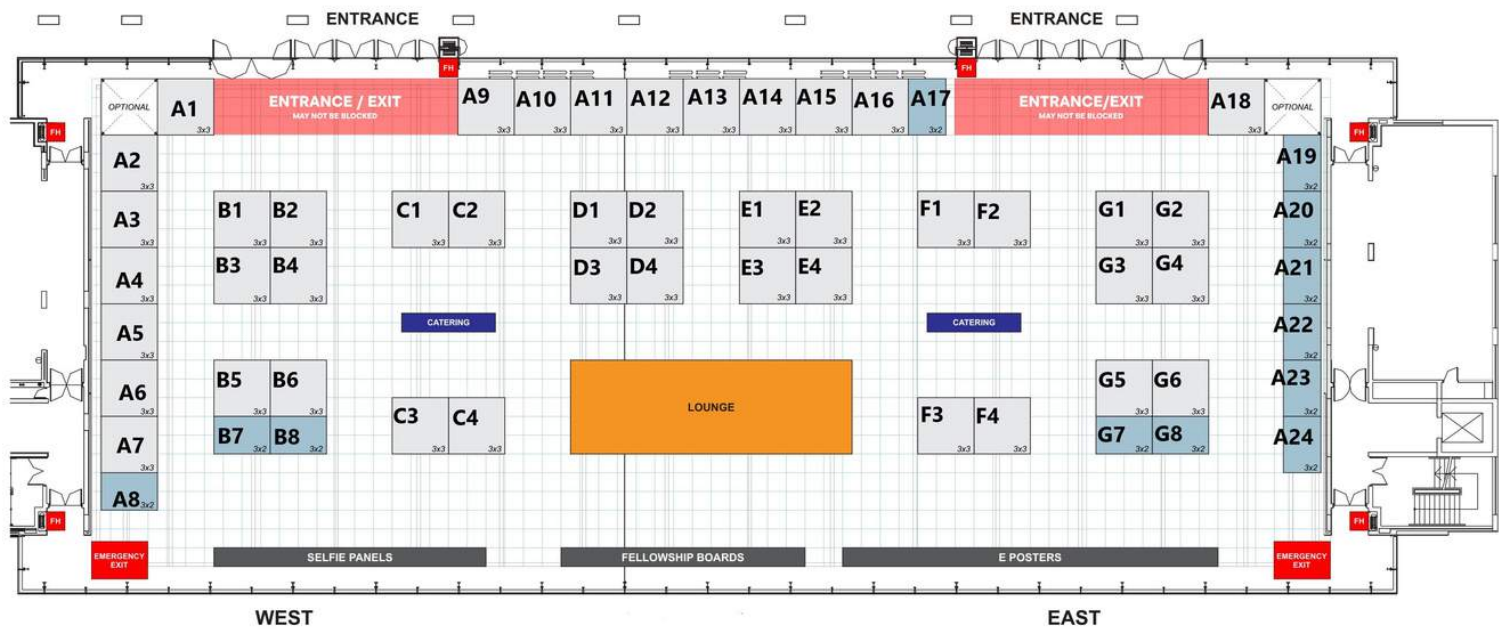 ENTRANCE
ENTRANCE
FH
FH
OPTIONAL
A1
3x3
ENTRANCE / EXIT
MAY NOT BE BLOCKED
A9
3x3
A10
3x3
A11
3x3
A12
3x3
A13
3x3
A14
3x3
A15
3x3
A16
3x3
A17
3x2
ENTRANCE/EXIT
MAY NOT BE BLOCKED
A18
3x3
OPTIONAL
FH
FH
A2
3x3
A19
3x2
A3
3x3
B1
3x3
B2
3x3
C1
3x3
C2
3x3
D1
3x3
D2
3x3
E1
3x3
E2
3x3
F1
3x3
F2
3x3
G1
3x3
G2
3x3
A20
3x2
A4
3x3
B3
3x3
B4
3x3
D3
3x3
D4
3x3
E3
3x3
E4
3x3
G3
3x3
G4
3x3
A21
3x2
A5
3x3
CATERING
CATERING
A22
3x2
A6
3x3
B5
3x3
B6
3x3
LOUNGE
G5
3x3
G6
3x3
A23
3x2
A7
3x3
B7
3x2
B8
3x2
C3
3x3
C4
3x3
F3
3x3
F4
3x3
G7
3x2
G8
3x2
A24
3x2
A8
3x2
FH
FH
EMERGENCY
EXIT
SELFIE PANELS
FELLOWSHIP BOARDS
E POSTERS
EMERGENCY
EXIT
WEST
EAST